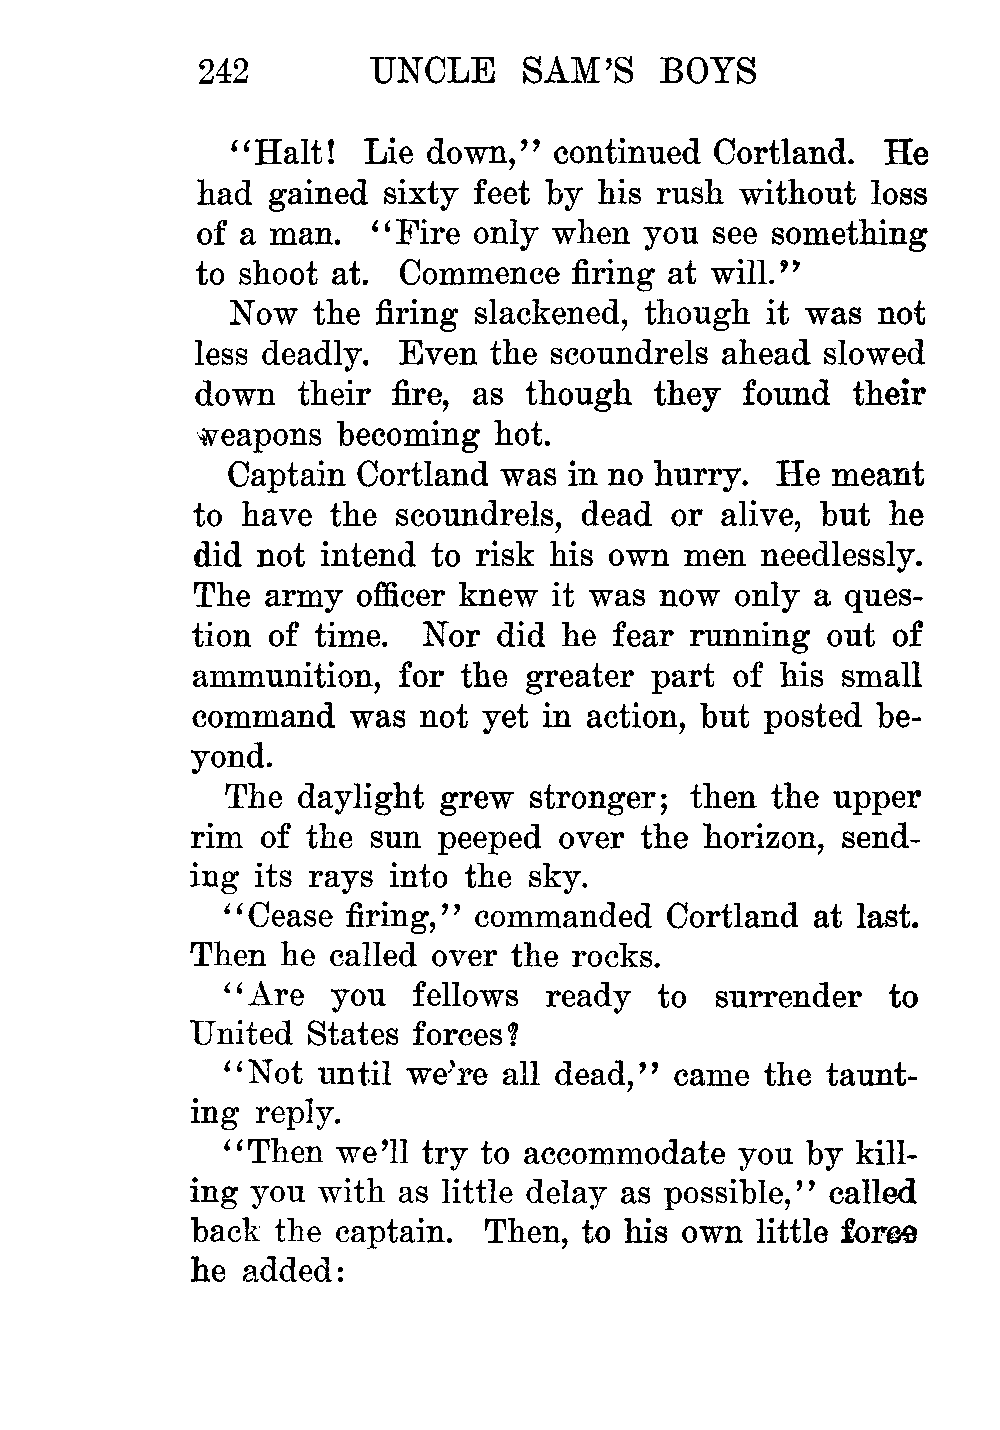 242 UNCLE SAM'S BOYS
"Halt! Lie down," continued Cortland. He
had gained sixty feet by his rush without loss
of a man. "Fire only when you see something
to shoot at. Commence firing at will."
Now the firing slackened, though it was not
less deadly. Even the scoundrels ahead slowed
down their fire, as though they found their
weapons becoming hot.
Captain Cortland was in no hurry. He meant
to have the scoundrels, dead or alive, but he
did not intend to risk his own men needlessly.
The army officer knew it was now only a ques-
tion of time. Nor did he fear running out of
ammunition, for the greater part of his small
command was not yet in action, but posted be-
yond.
The daylight grew stronger; then the upper
rim of the sun peeped over the horizon, send-
ing its rays into the sky.
"Cease firing," commanded Cortland at last.
Then he called over the rocks.
"Are you fellows ready to surrender to
United States forces?
"Not until we're all dead," came the taunt-
ing reply.
"Then we'll try to accommodate you by kill-
ing you with as little delay as possible," called
back the captain. Then, to his own little force
he added: